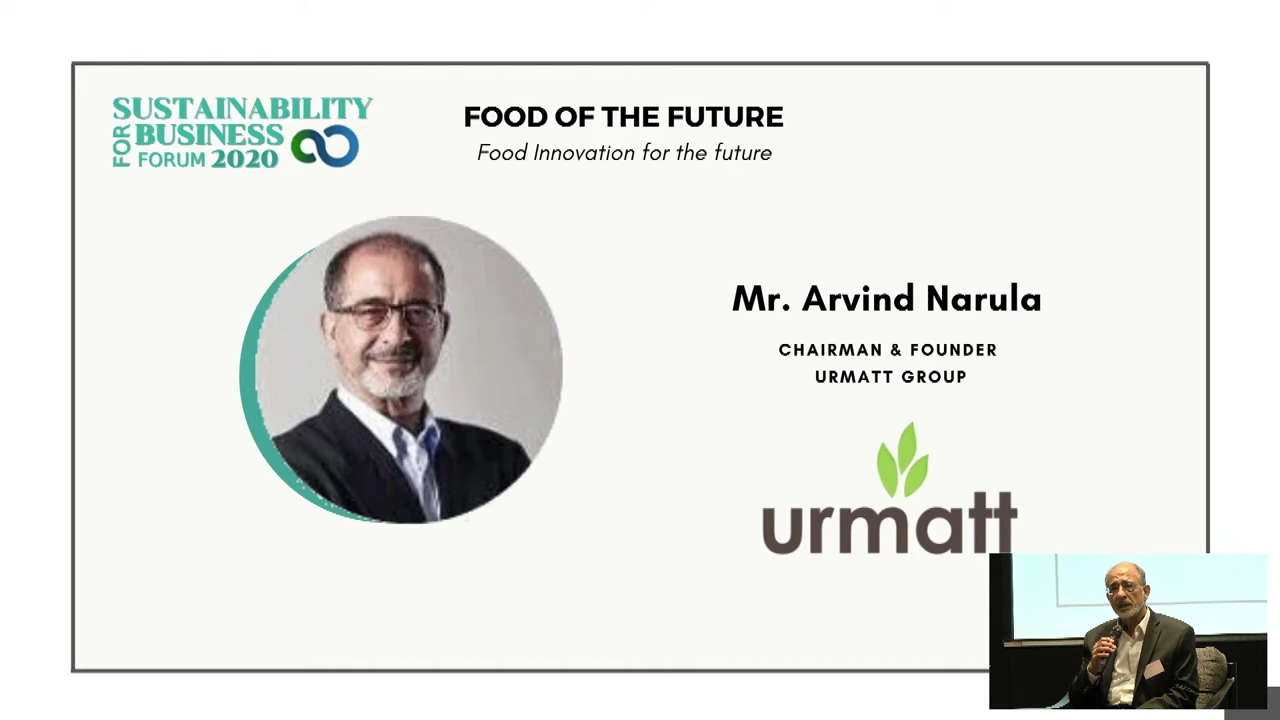 SUSTAINABILITY
FOR BUSINESS
FORUM 2020
FOOD OF THE FUTURE
Food Innovation for the future
Mr. Arvind Narula
CHAIRMAN & FOUNDER
URMATT GROUP
urmatt